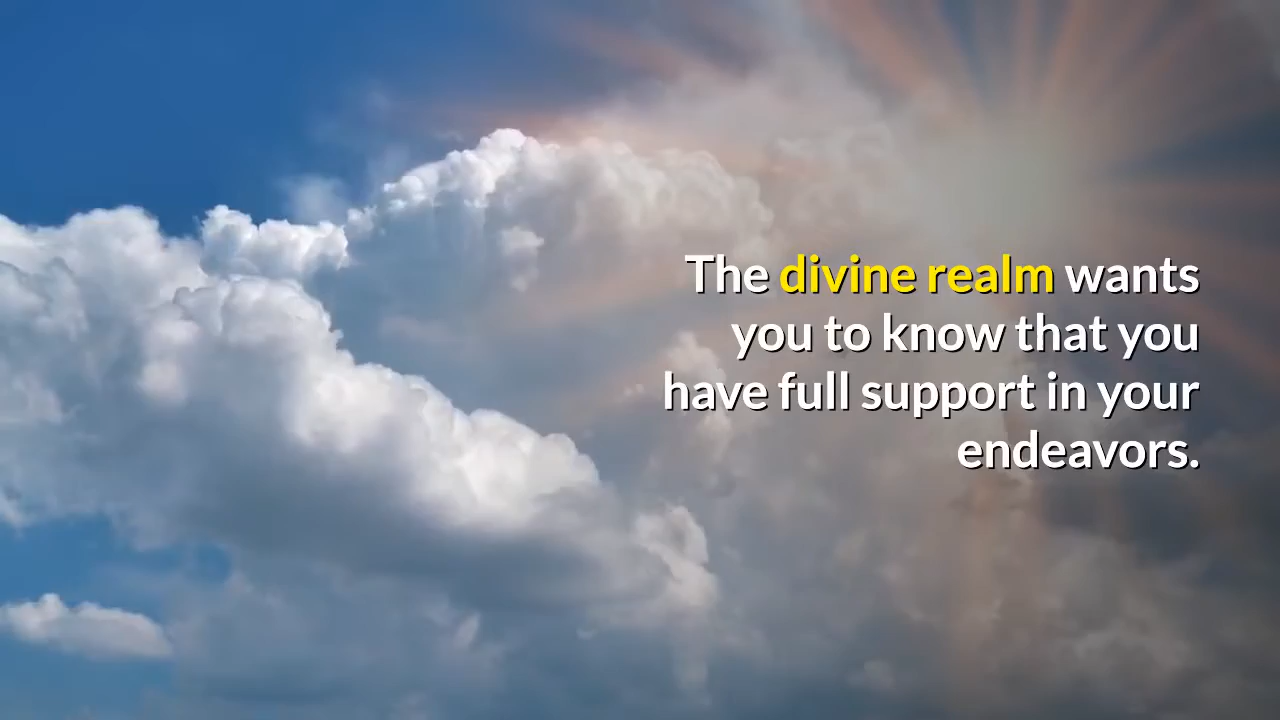 The divine realm wants
you to know that you
have full support in your
endeavors.